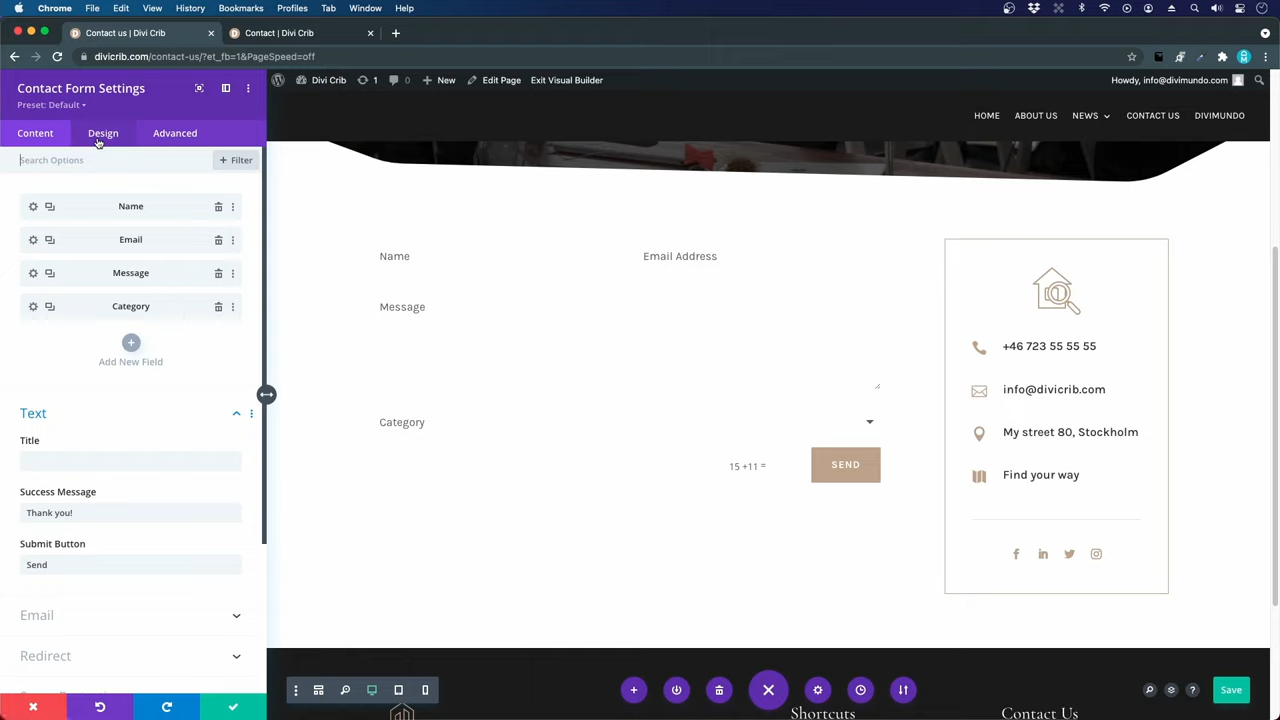 Chrome File Edit View History Bookmarks Profiles Tab Window Help
Contact us | Divi Crib
Contact | Divi Crib
divicrib.com/contact-us/?et_fb=1&PageSpeed=off
Divi Crib 1 0 New Edit Page Exit Visual Builder Howdy, info@divimundo.com
Contact Form Settings
Preset: Default
HOME ABOUT US NEWS CONTACT US DIVIMUNDO
Content Design Advanced
Search Options + Filter
Name
Email
Message
Category
Add New Field
Text
Title
Success Message
Thank you!
Submit Button
Send
Email
Redirect
Name Email Address
Message
Category
15 +11 = SEND
+46 723 55 55 55
info@divicrib.com
My street 80, Stockholm
Find your way
Save
Shortcuts Contact Us